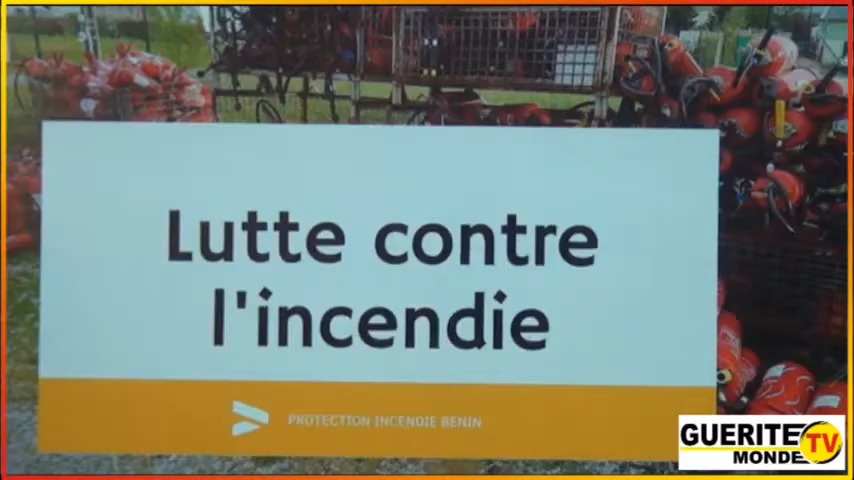 Lutte contre
l'incendie
PROTECTION INCENDIE BENIN
GUERITE TV
MONDE